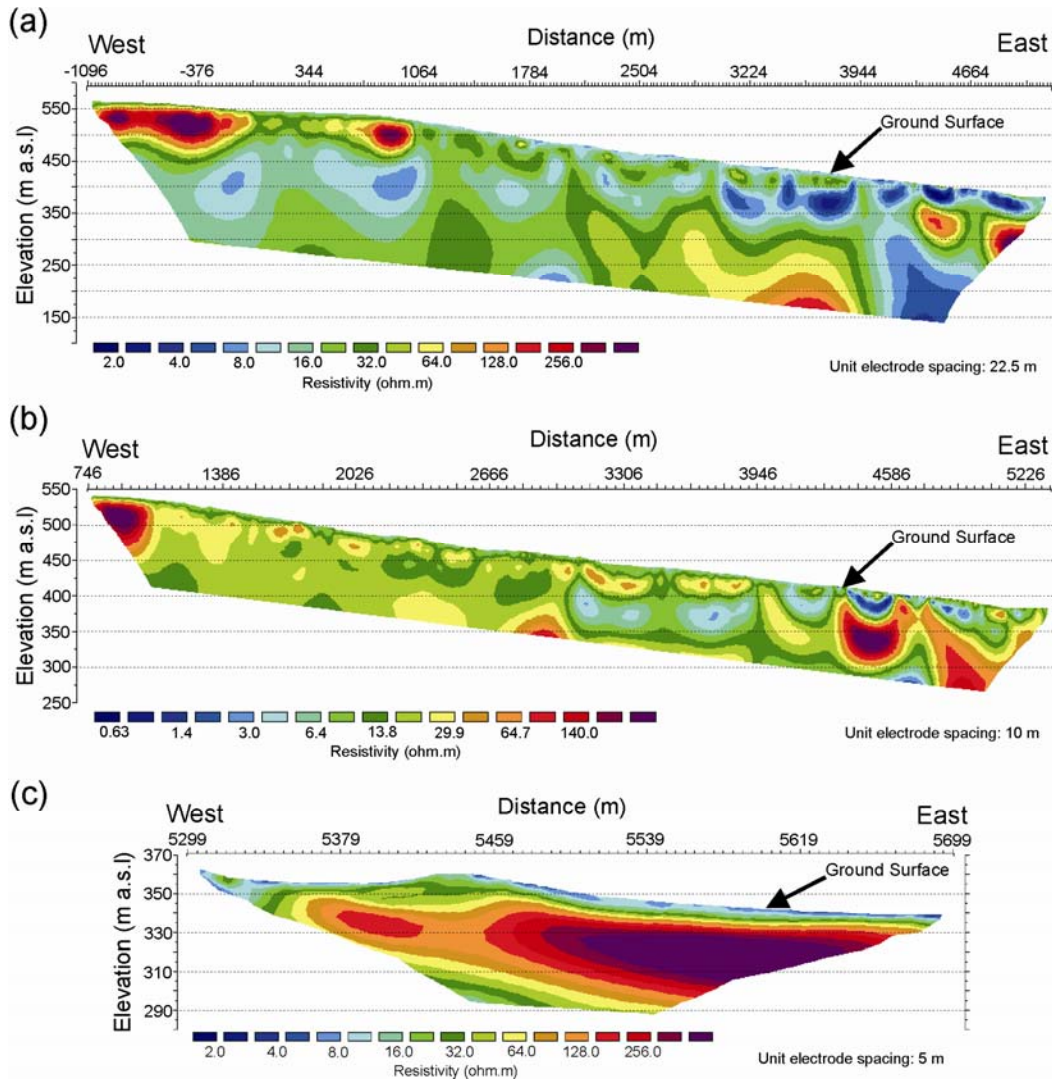 (a)
West Distance (m) East
-1096 -376 344 1064 1784 2504 3224 3944 4664
Ground Surface
Elevation (m a.s.l)
550
450
350
250
150
2.0 4.0 8.0 16.0 32.0 64.0 128.0 256.0
Resistivity (ohm.m)
Unit electrode spacing: 22.5 m
(b)
West Distance (m) East
746 1386 2026 2666 3306 3946 4586 5226
Ground Surface
Elevation (m a.s.l)
550
500
450
400
350
300
250
0.63 1.4 3.0 6.4 13.8 29.9 64.7 140.0
Resistivity (ohm.m)
Unit electrode spacing: 10 m
(c)
West Distance (m) East
5299 5379 5459 5539 5619 5699
Ground Surface
Elevation (m a.s.l)
370
350
330
310
290
2.0 4.0 8.0 16.0 32.0 64.0 128.0 256.0
Resistivity (ohm.m)
Unit electrode spacing: 5 m